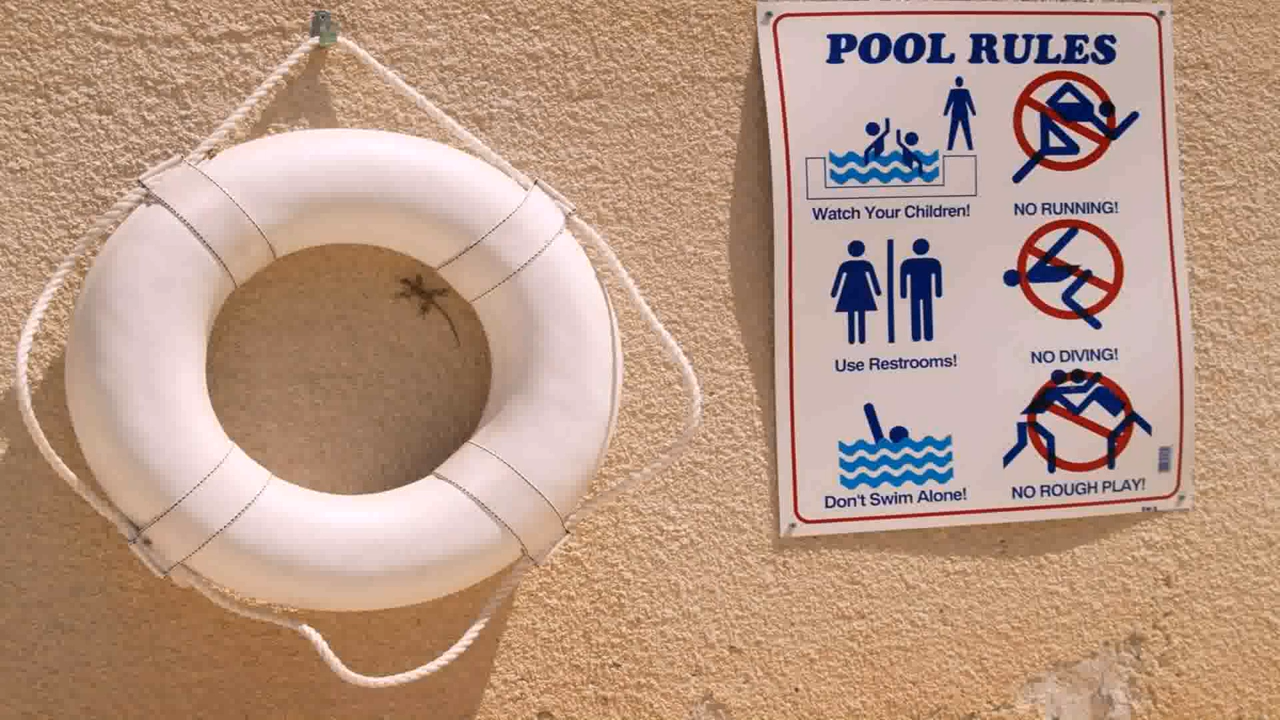 POOL RULES
Watch Your Children!
NO RUNNING!
Use Restrooms!
NO DIVING!
Don't Swim Alone!
NO ROUGH PLAY!